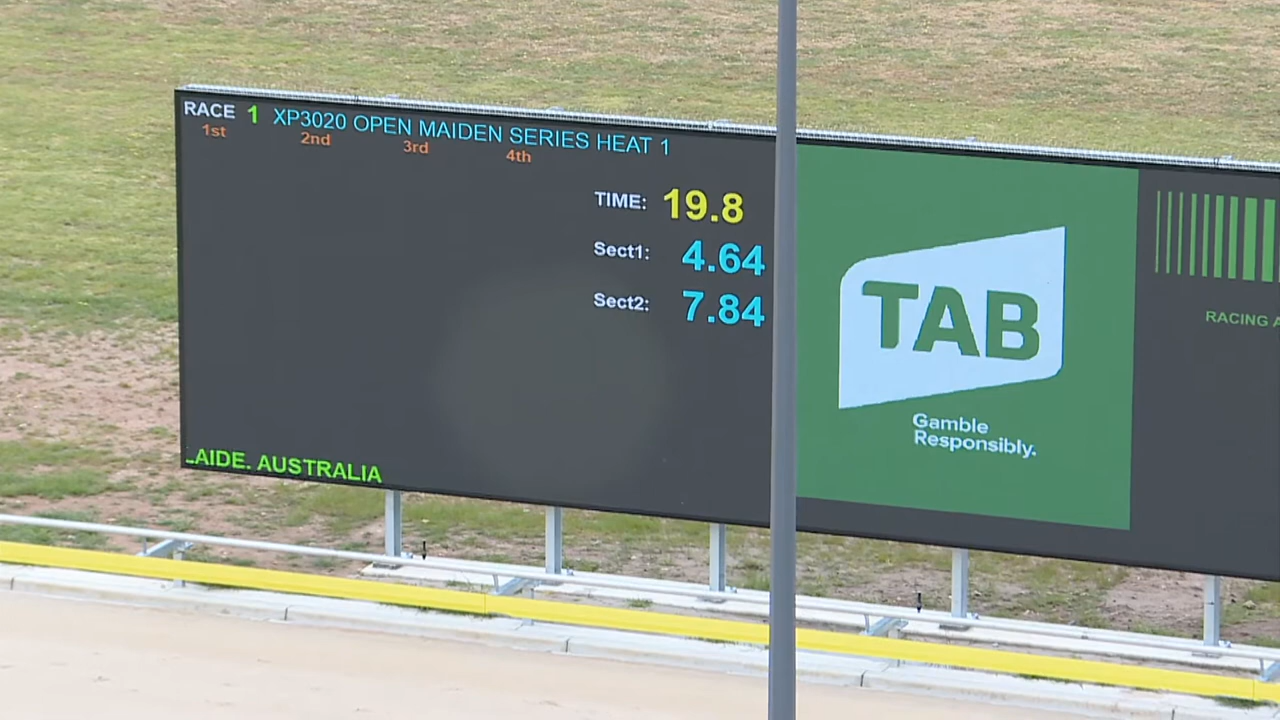 RACE 1 XP3020 OPEN MAIDEN SERIES HEAT 1
1st 2nd 3rd 4th
TIME: 19.8
Sect1: 4.64
Sect2: 7.84
AIDE. AUSTRALIA
TAB
Gamble
Responsibly.
RACING